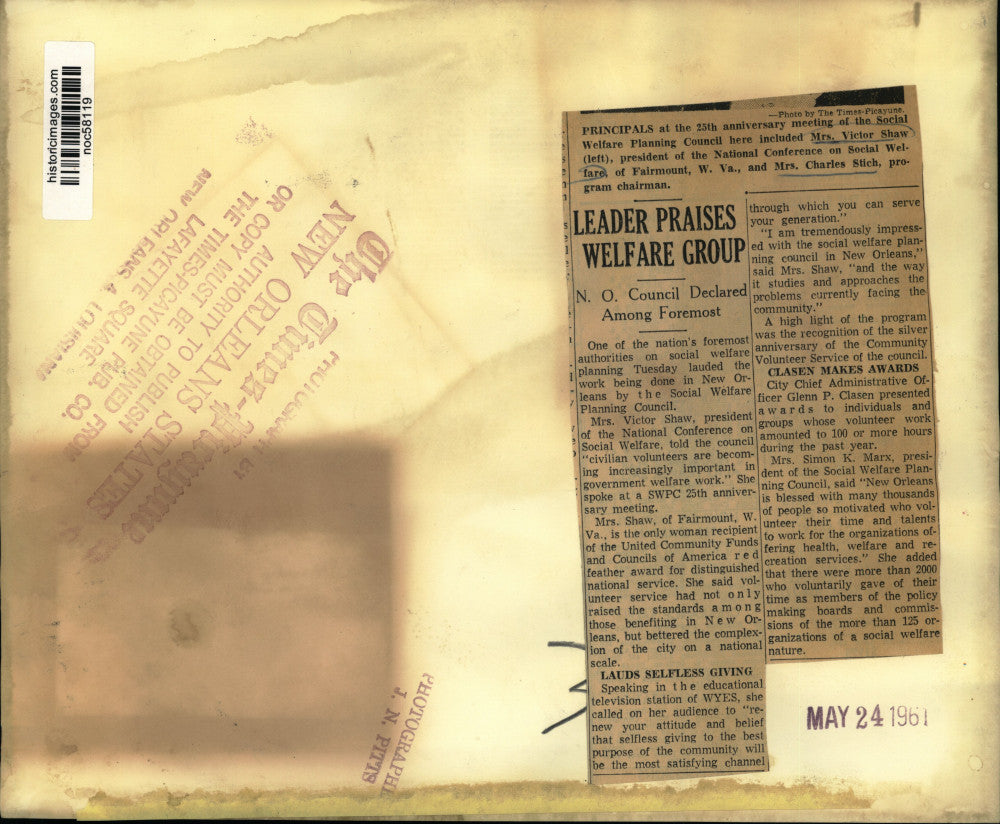 historicimages.com
noc58119
—Photo by The Times-Picayune.
PRINCIPALS at the 25th anniversary meeting of the Social
Welfare Planning Council here included Mrs. Victor Shaw
(left), president of the National Conference on Social Wel-
fare, of Fairmount, W. Va., and Mrs. Charles Stich, pro-
gram chairman.
LEADER PRAISES
WELFARE GROUP
N. O. Council Declared
Among Foremost
One of the nation's foremost
authorities on social welfare
planning Tuesday lauded the
work being done in New Or-
leans by the Social Welfare
Planning Council.
Mrs. Victor Shaw, president
of the National Conference on
Social Welfare, told the council
"civilian volunteers are becom-
ing increasingly important in
government welfare work." She
spoke at a SWPC 25th anniver-
sary meeting.
Mrs. Shaw, of Fairmount, W.
Va., is the only woman recipient
of the United Community Funds
and Councils of America red
feather award for distinguished
national service. She said vol-
unteer service had not only
raised the standards among
those benefiting in New Or-
leans, but bettered the complex-
ion of the city on a national
scale.
LAUDS SELFLESS GIVING
Speaking in the educational
television station of WYES, she
called on her audience to "re-
new your attitude and belief
that selfless giving to the best
purpose of the community will
be the most satisfying channel
through which you can serve
your generation."
"I am tremendously impress-
ed with the social welfare plan-
ning council in New Orleans,"
said Mrs. Shaw, "and the way
it studies and approaches the
problems currently facing the
community."
A high light of the program
was the recognition of the silver
anniversary of the Community
Volunteer Service of the council.
CLASEN MAKES AWARDS
City Chief Administrative Of-
ficer Glenn P. Clasen presented
awards to individuals and
groups whose volunteer work
amounted to 100 or more hours
during the past year.
Mrs. Simon K. Marx, presi-
dent of the Social Welfare Plan-
ning Council, said "New Orleans
is blessed with many thousands
of people so motivated who vol-
unteer their time and talents
to work for the organizations of-
fering health, welfare and re-
creation services." She added
that there were more than 2000
who voluntarily gave of their
time as members of the policy
making boards and commis-
sions of the more than 125 or-
ganizations of a social welfare
nature.
MAY 24 1961
The Times-Picayune
NEW ORLEANS STATES
AUTHORITY TO PUBLISH
OR COPY MUST BE OBTAINED FROM
THE TIMES-PICAYUNE PUB. CO.
LAFAYETTE SQUARE
NEW ORLEANS
J. N. PITTS